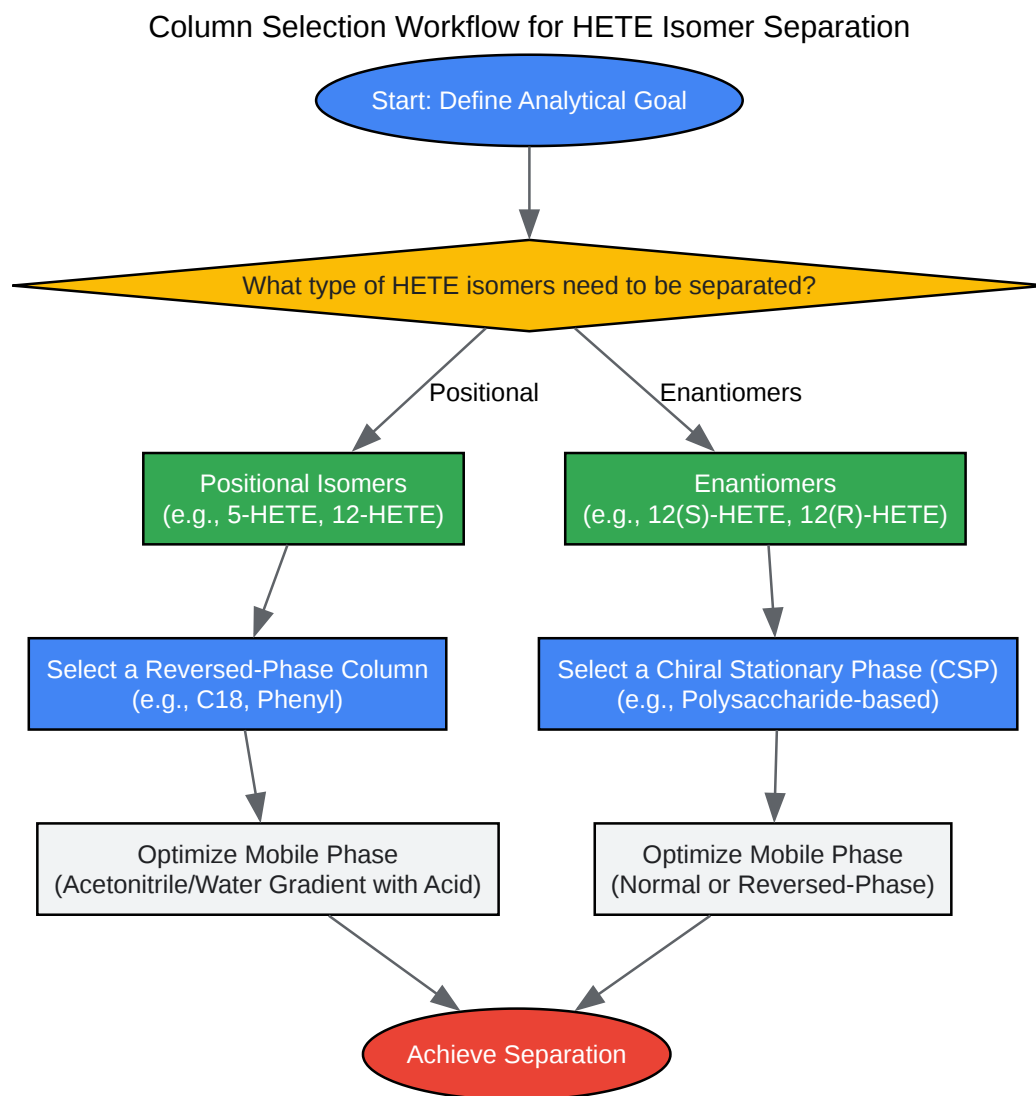 Column Selection Workflow for HETE Isomer Separation
Start: Define Analytical Goal
What type of HETE isomers need to be separated?
Positional
Enantiomers
Positional Isomers
(e.g., 5-HETE, 12-HETE)
Enantiomers
(e.g., 12(S)-HETE, 12(R)-HETE)
Select a Reversed-Phase Column
(e.g., C18, Phenyl)
Select a Chiral Stationary Phase (CSP)
(e.g., Polysaccharide-based)
Optimize Mobile Phase
(Acetonitrile/Water Gradient with Acid)
Optimize Mobile Phase
(Normal or Reversed-Phase)
Achieve Separation